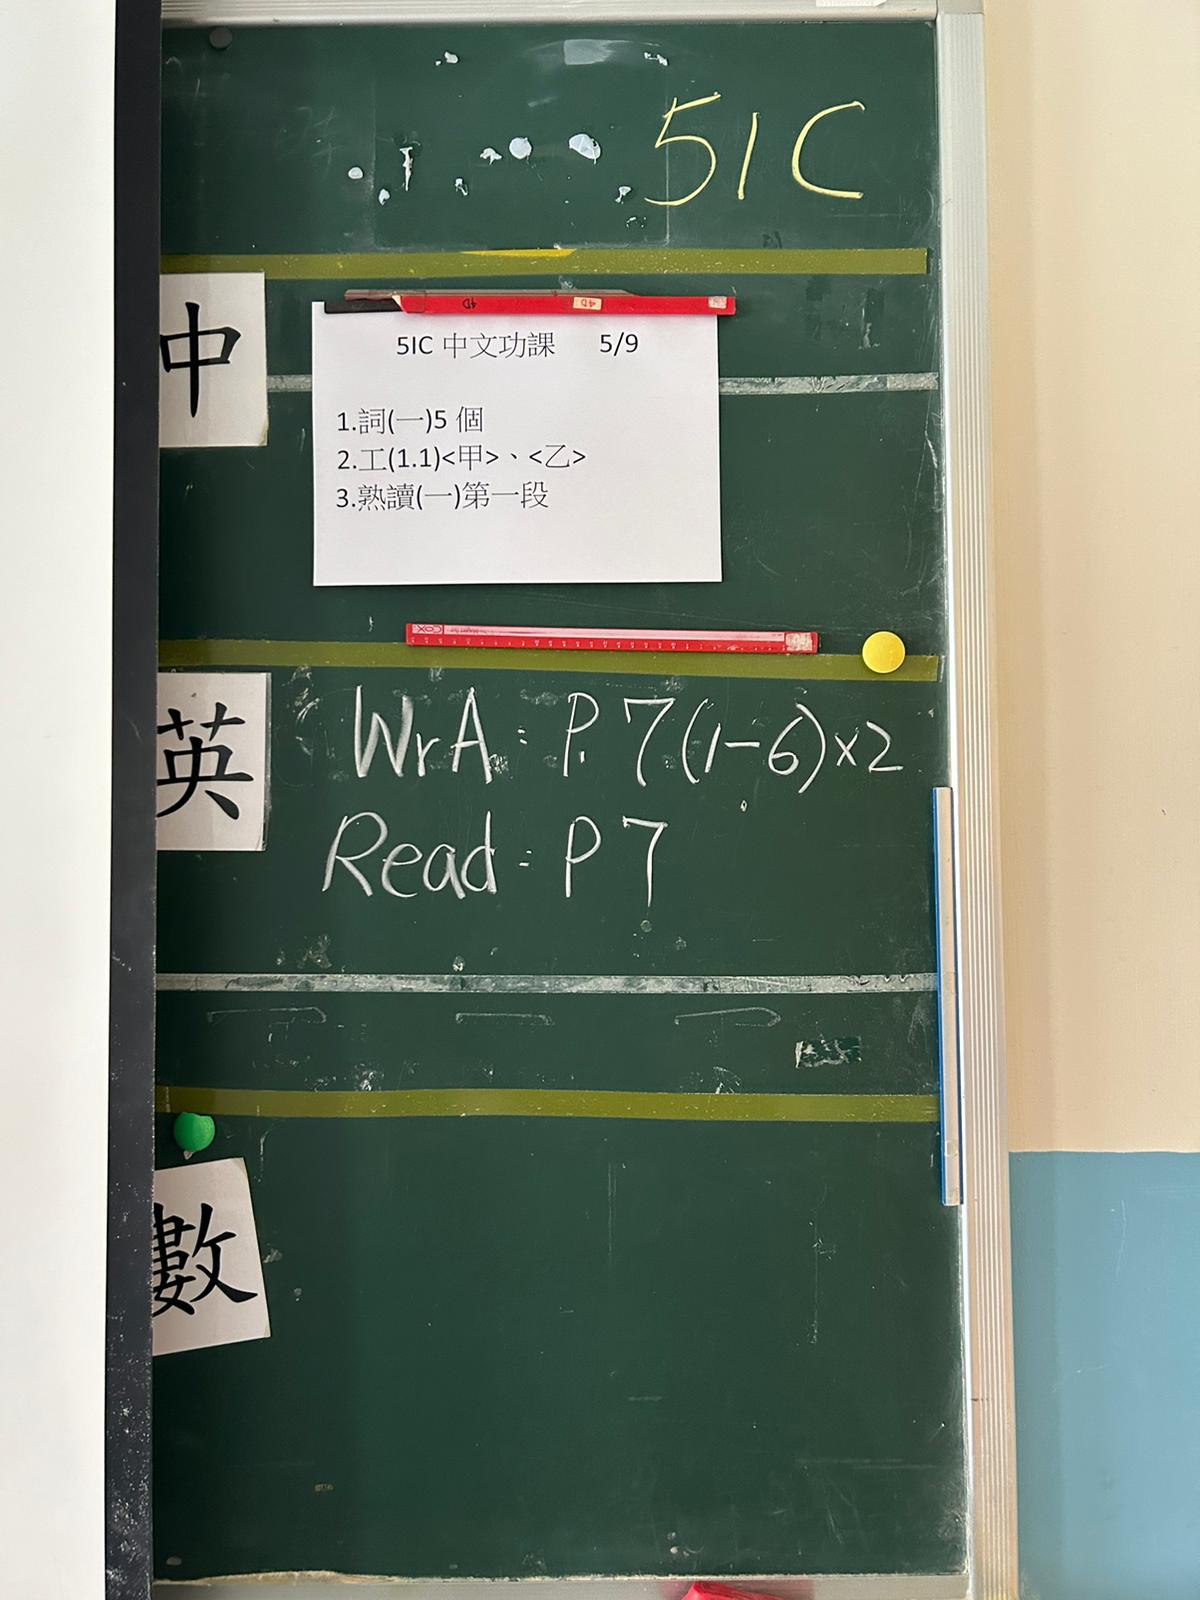 5IC
中
5IC 中文功課 5/9
1.詞(一)5 個
2.工(1.1)<甲>、<乙>
3.熟讀(一)第一段
英
WrA : P. 7 (1-6)x2
Read : P 7
數